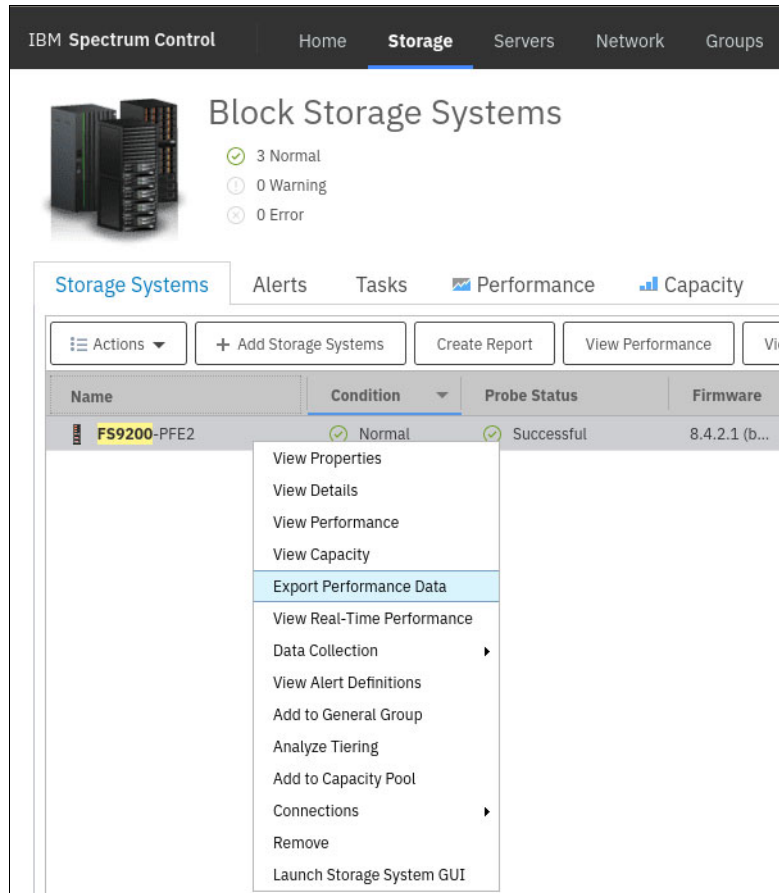 IBM Spectrum Control Home Storage Servers Network Groups
Block Storage Systems
3 Normal
0 Warning
0 Error
Storage Systems Alerts Tasks Performance Capacity
Actions + Add Storage Systems Create Report View Performance Vi
Name Condition Probe Status Firmware
FS9200-PFE2 Normal Successful 8.4.2.1 (b...
View Properties
View Details
View Performance
View Capacity
Export Performance Data
View Real-Time Performance
Data Collection
View Alert Definitions
Add to General Group
Analyze Tiering
Add to Capacity Pool
Connections
Remove
Launch Storage System GUI